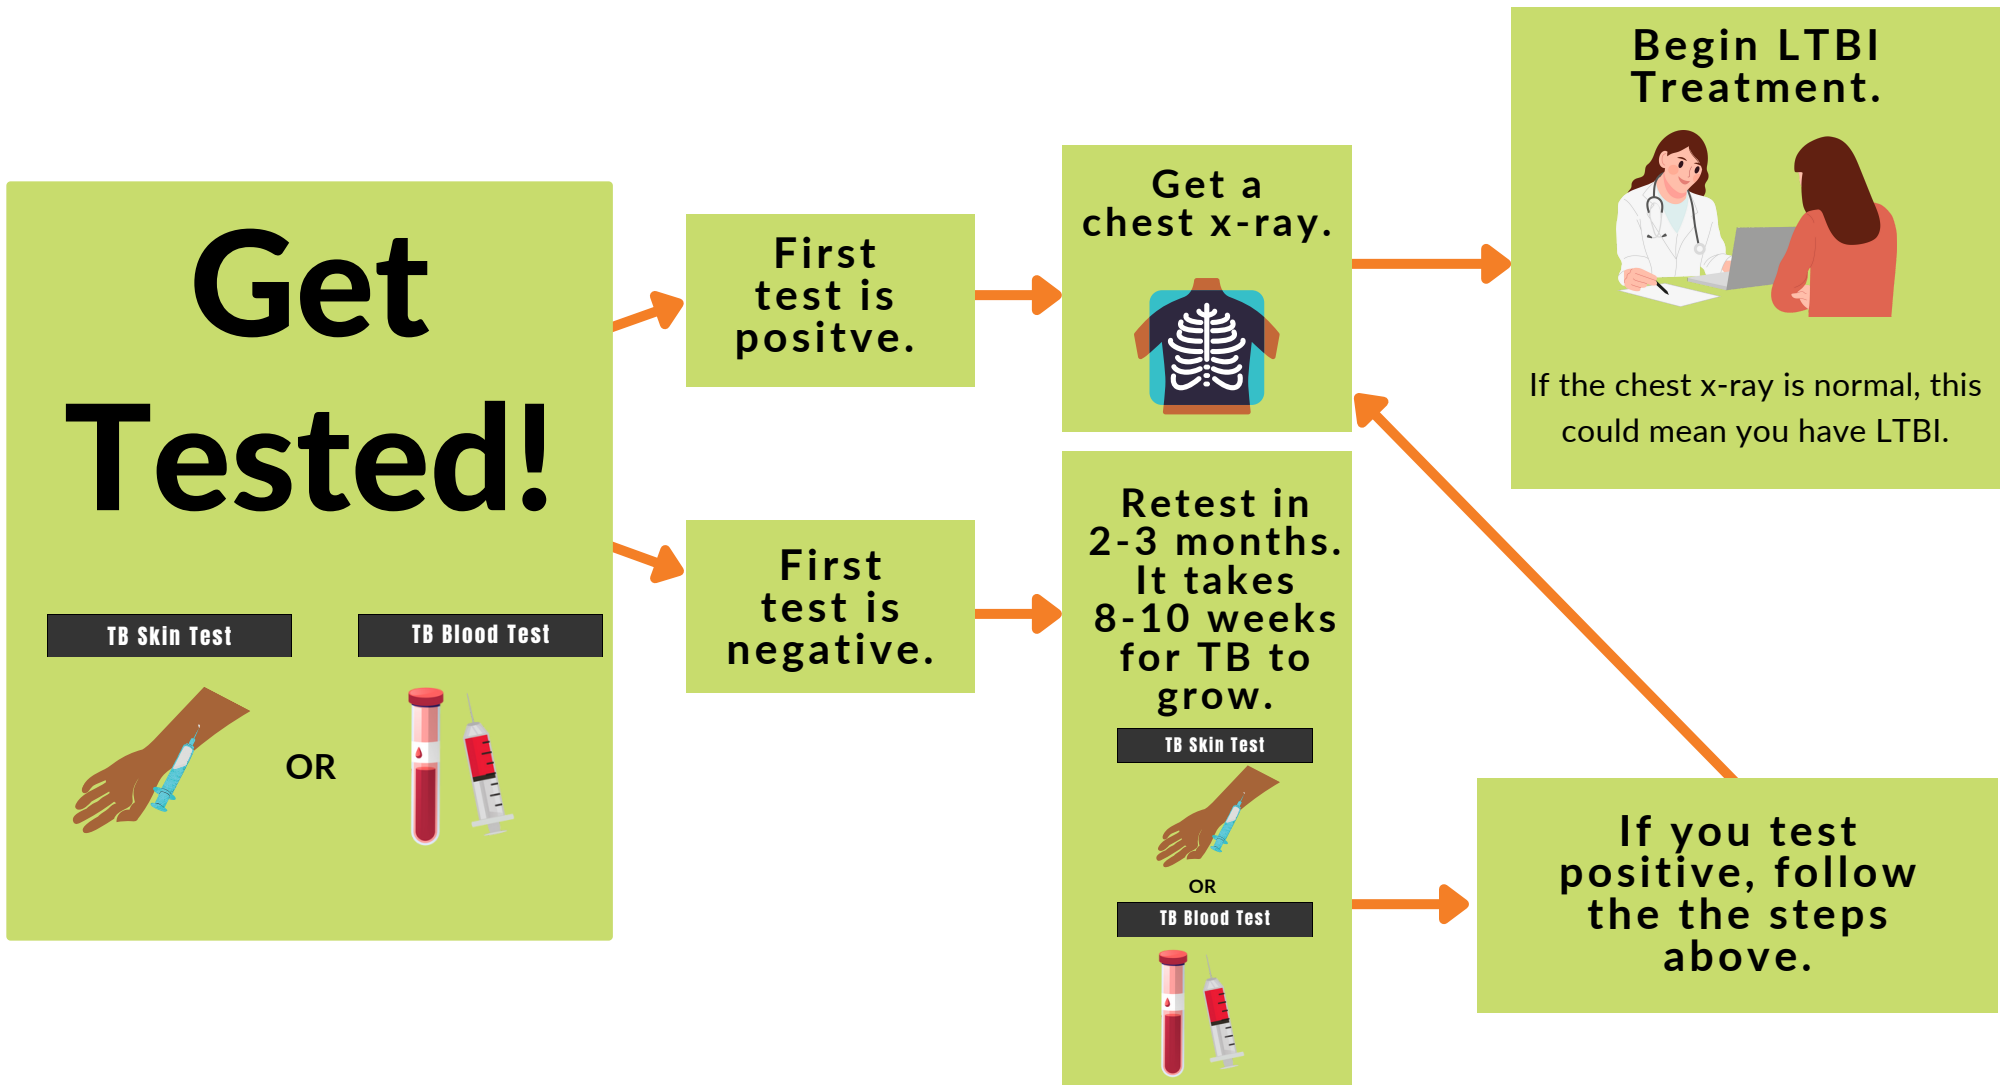 Get
Tested!
TB Skin Test
TB Blood Test
OR
First
test is
positve.
First
test is
negative.
Get a
chest x-ray.
Retest in
2-3 months.
It takes
8-10 weeks
for TB to
grow.
TB Skin Test
OR
TB Blood Test
Begin LTBI
Treatment.
If the chest x-ray is normal, this
could mean you have LTBI.
If you test
positive, follow
the the steps
above.